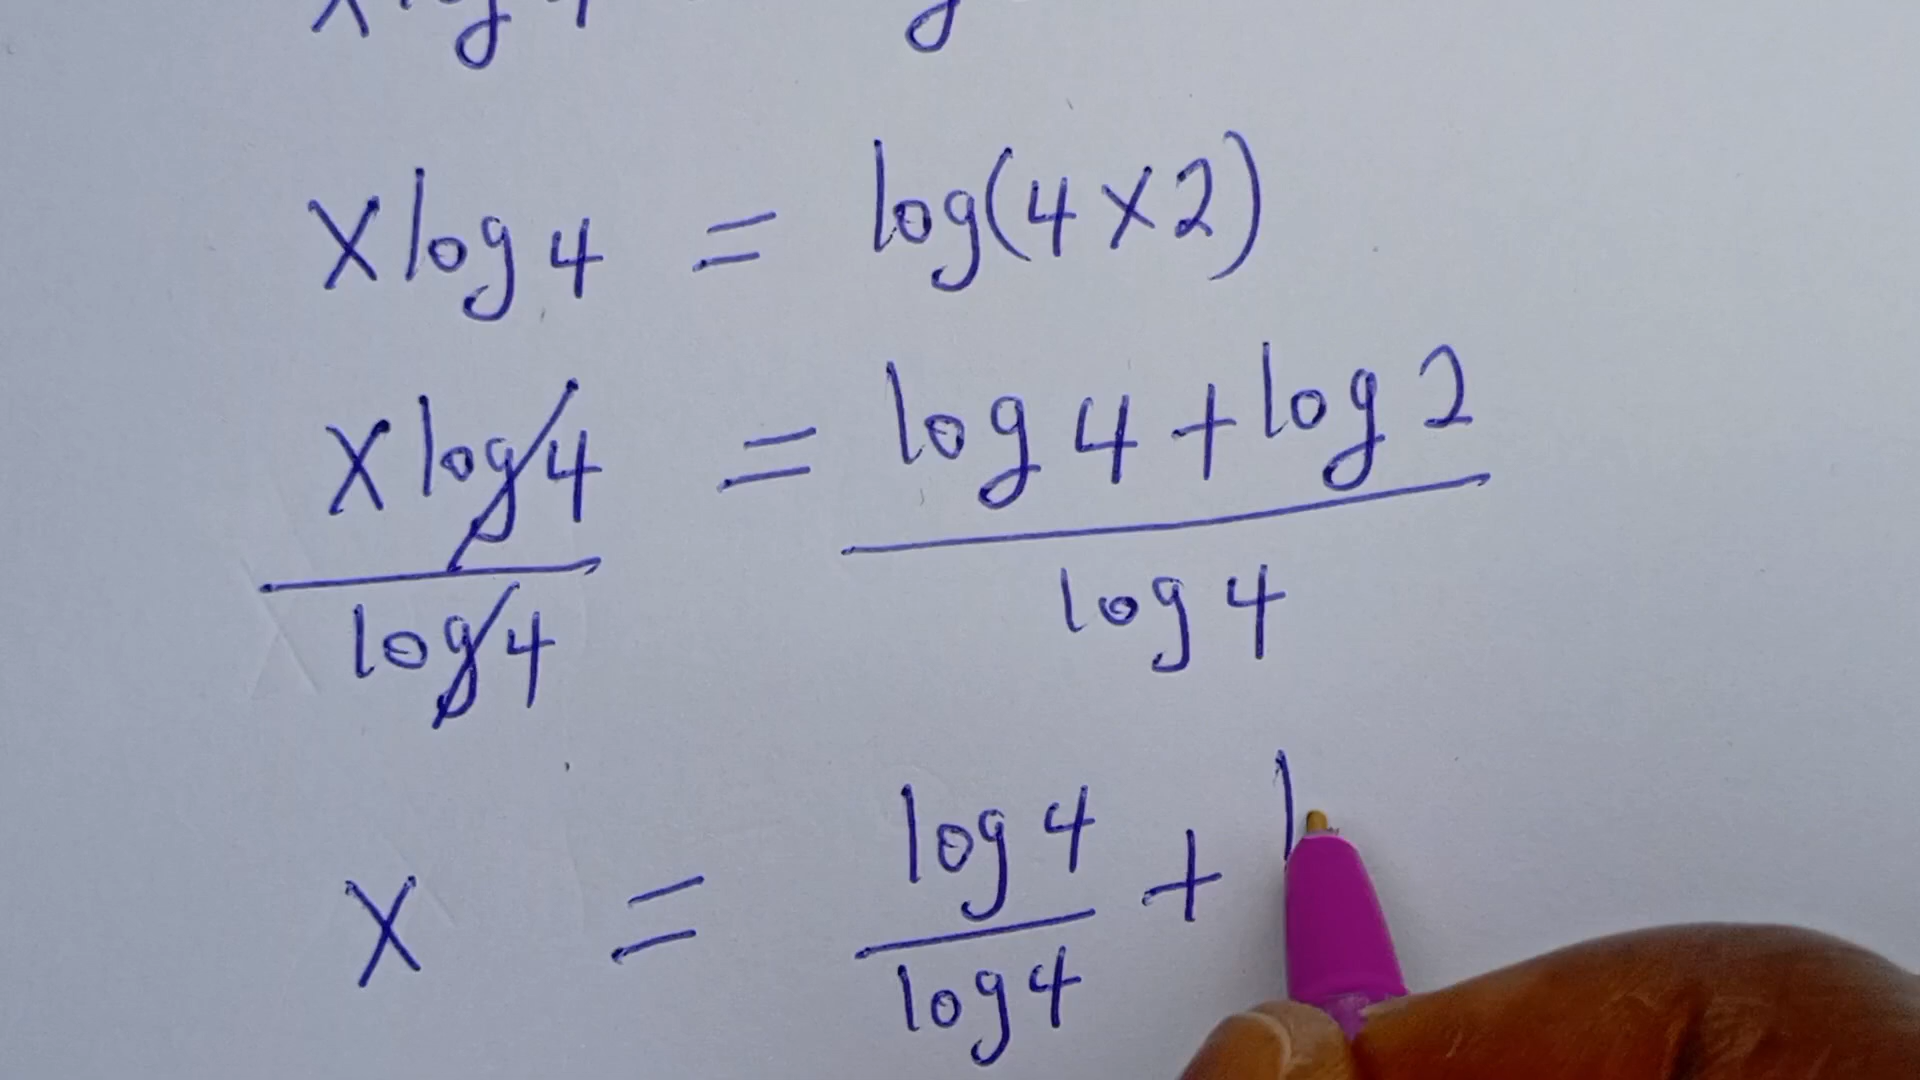 x log 4 = log(4 × 2)
x log 4 / log 4 = log 4 + log 2 / log 4
x = log 4 / log 4 + l